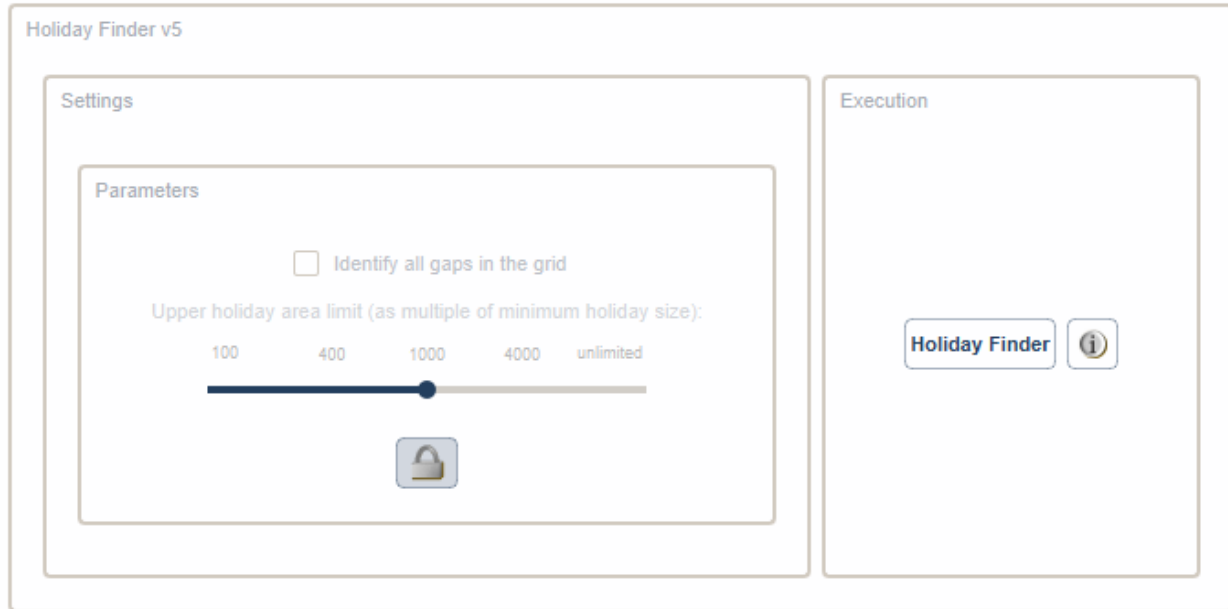 Holiday Finder v5
Settings
Execution
Parameters
Identify all gaps in the grid
Upper holiday area limit (as multiple of minimum holiday size):
100 400 1000 4000 unlimited
Holiday Finder